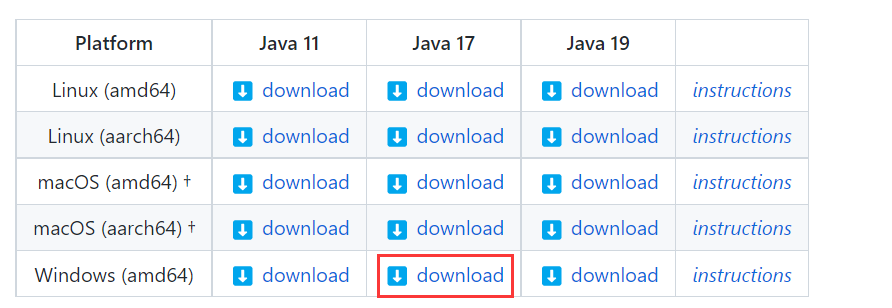 Platform Java 11 Java 17 Java 19
Linux (amd64) download download download instructions
Linux (aarch64) download download download instructions
macOS (amd64) † download download download instructions
macOS (aarch64) † download download download instructions
Windows (amd64) download download download instructions